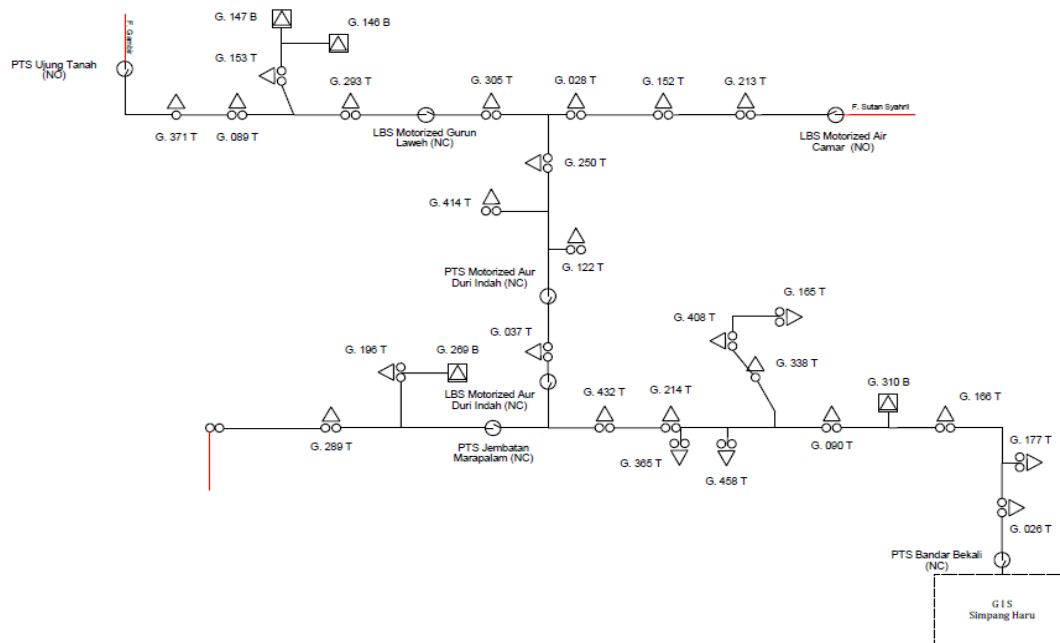 G. 147 B
G. 146 B
F. Gambir
PTS Ujung Tanah
(NO)
G. 153 T
G. 293 T
G. 305 T
G. 028 T
G. 152 T
G. 213 T
F. Sutan Syahril
G. 371 T
G. 089 T
LBS Motorized Gurun
Laweh (NC)
LBS Motorized Air
Camar (NO)
G. 250 T
G. 414 T
G. 122 T
PTS Motorized Aur
Duri Indah (NC)
G. 165 T
G. 408 T
G. 037 T
G. 196 T
G. 269 B
G. 338 T
LBS Motorized Aur
Duri Indah (NC)
G. 432 T
G. 214 T
G. 310 B
G. 166 T
G. 289 T
PTS Jembatan
Marapalam (NC)
G. 365 T
G. 458 T
G. 090 T
G. 177 T
G. 026 T
PTS Bandar Bekali
(NC)
G I S
Simpang Haru